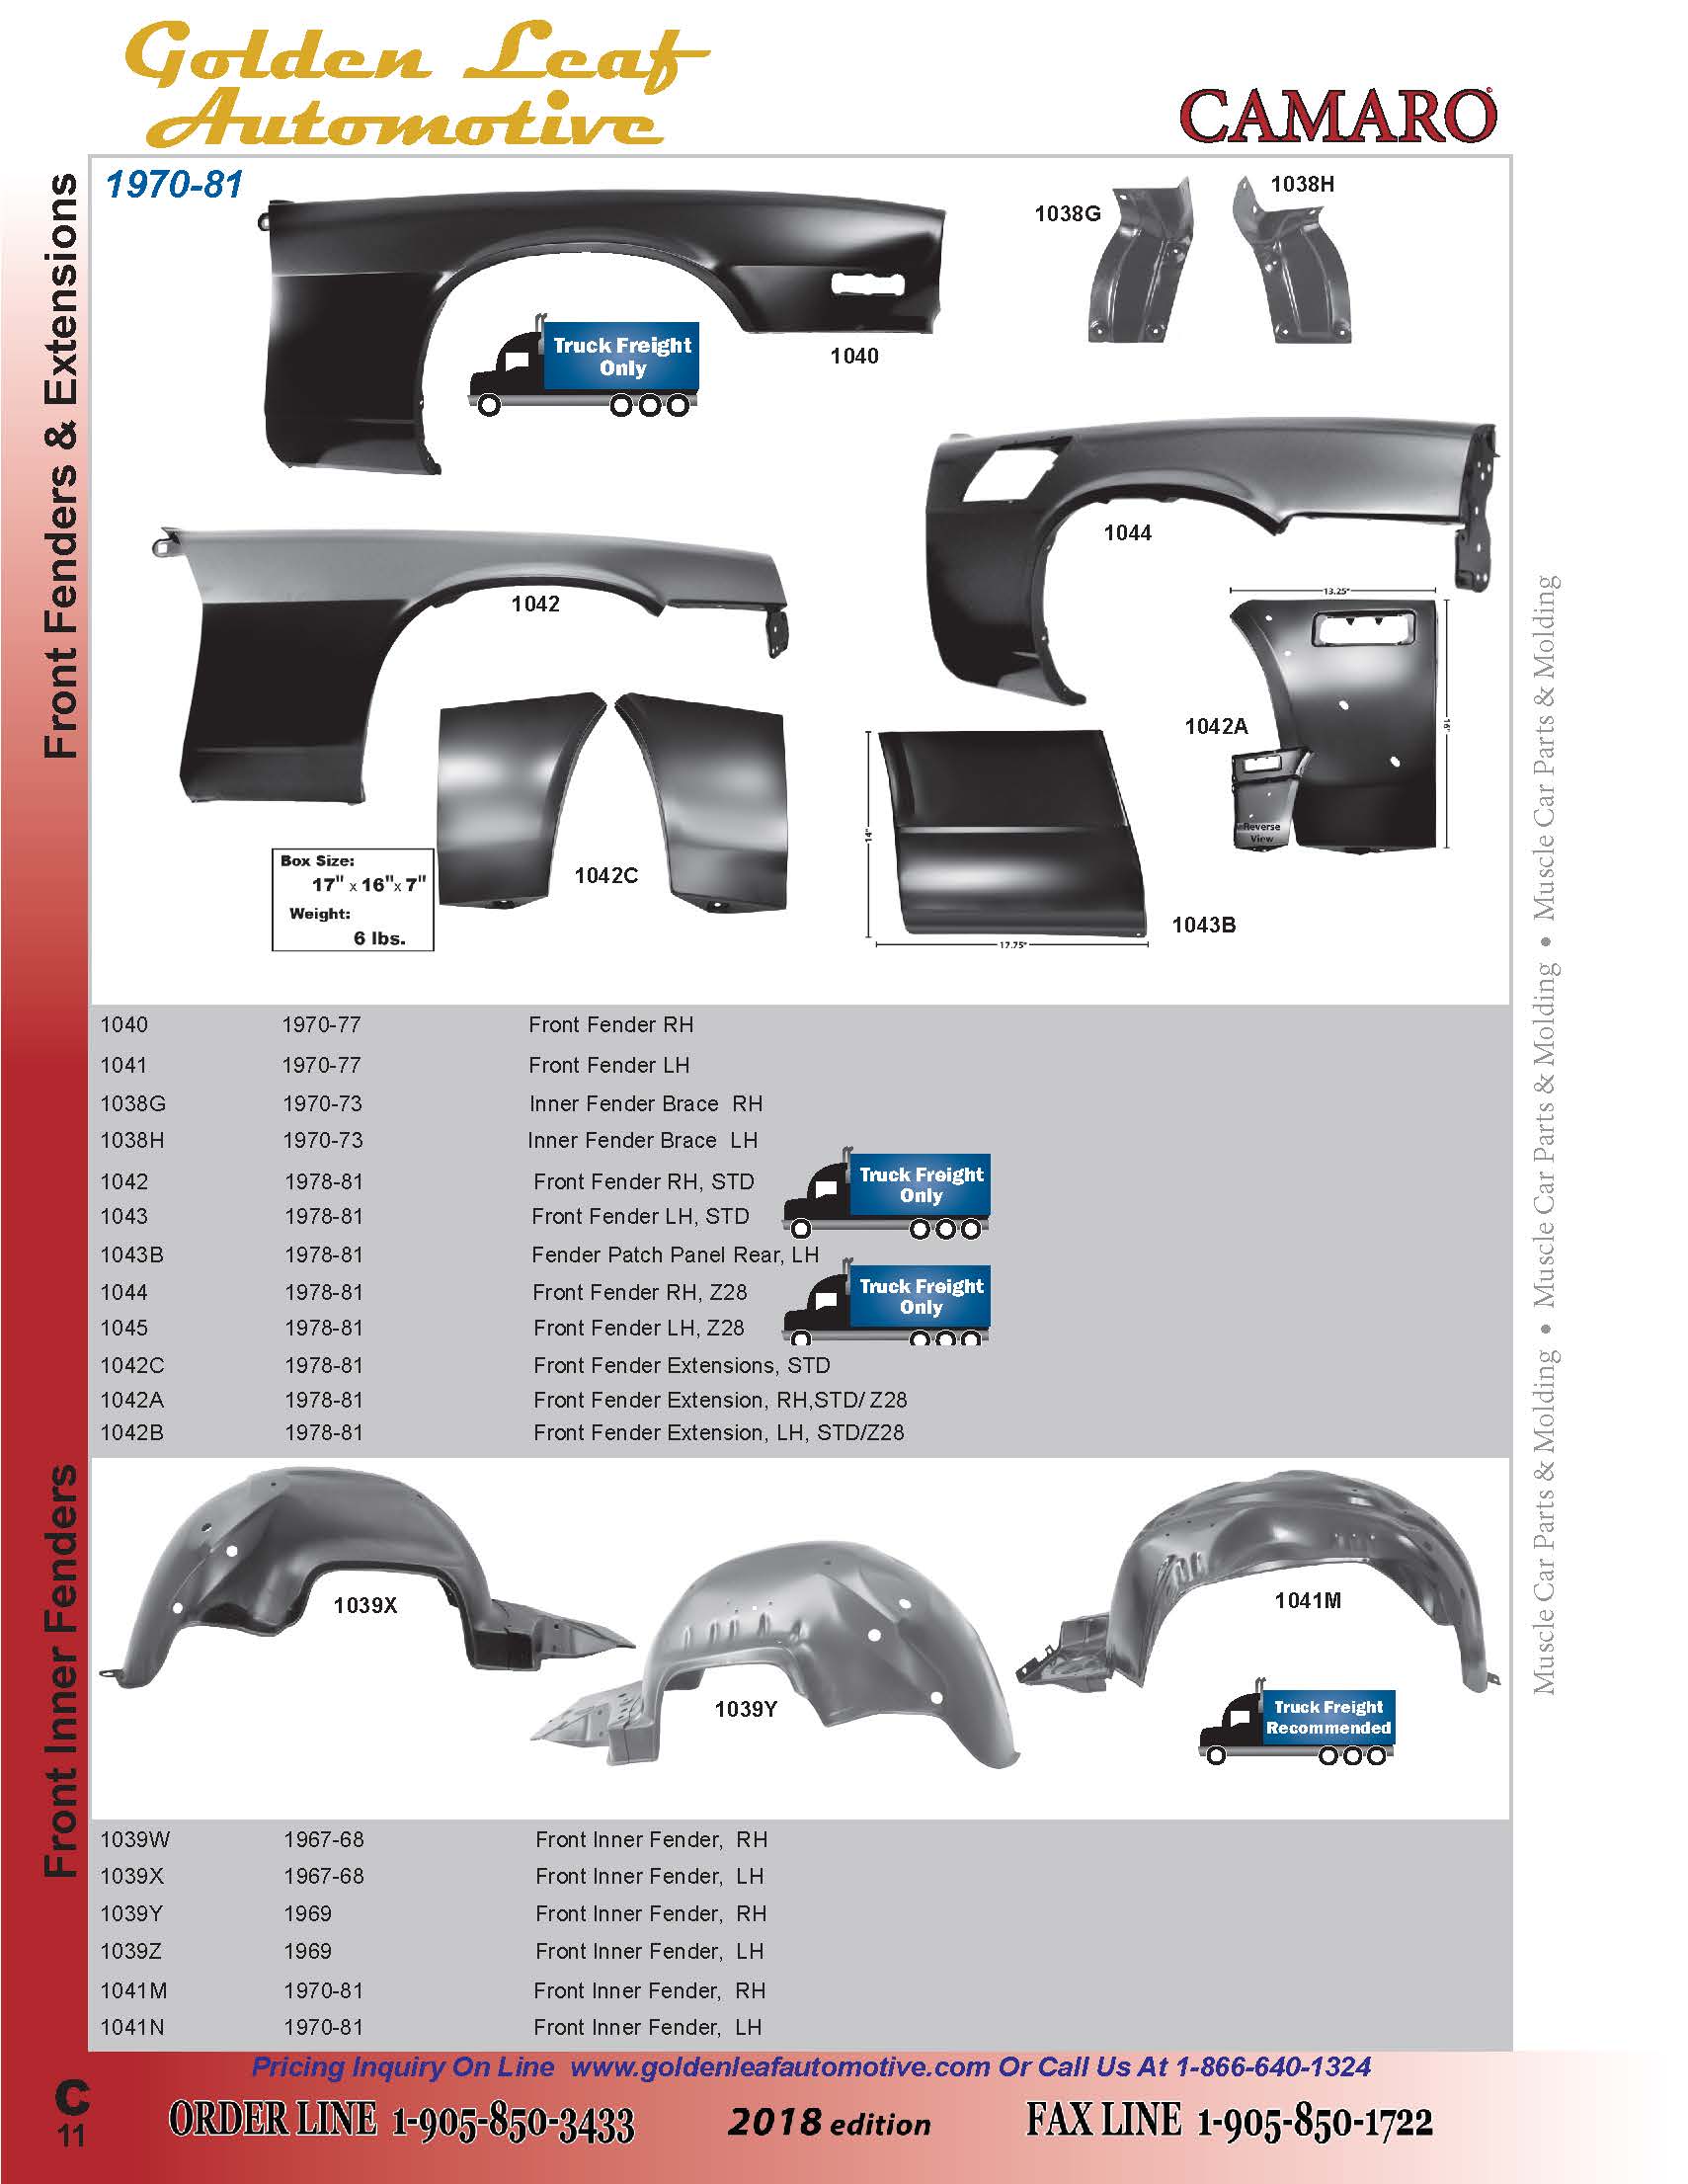 Golden Leaf
Automotive
CAMARO
Front Fenders & Extensions
1970-81
1038H
1038G
Truck Freight
Only
1040
1044
1042
13.25"
16"
1042A
Reverse
View
1042C
Box Size:
17" x 16"x 7"
Weight:
6 lbs.
14"
1043B
17.75"
1040 1970-77 Front Fender RH
1041 1970-77 Front Fender LH
1038G 1970-73 Inner Fender Brace RH
1038H 1970-73 Inner Fender Brace LH
1042 1978-81 Front Fender RH, STD
1043 1978-81 Front Fender LH, STD
Truck Freight
Only
1043B 1978-81 Fender Patch Panel Rear, LH
1044 1978-81 Front Fender RH, Z28
1045 1978-81 Front Fender LH, Z28
Truck Freight
Only
1042C 1978-81 Front Fender Extensions, STD
1042A 1978-81 Front Fender Extension, RH,STD/ Z28
1042B 1978-81 Front Fender Extension, LH, STD/Z28
Front Inner Fenders
1039X
1041M
1039Y
Truck Freight
Recommended
1039W 1967-68 Front Inner Fender, RH
1039X 1967-68 Front Inner Fender, LH
1039Y 1969 Front Inner Fender, RH
1039Z 1969 Front Inner Fender, LH
1041M 1970-81 Front Inner Fender, RH
1041N 1970-81 Front Inner Fender, LH
Muscle Car Parts & Molding • Muscle Car Parts & Molding • Muscle Car Parts & Molding
Pricing Inquiry On Line www.goldenleafautomotive.com Or Call Us At 1-866-640-1324
C
11
ORDER LINE 1-905-850-3433 2018 edition FAX LINE 1-905-850-1722